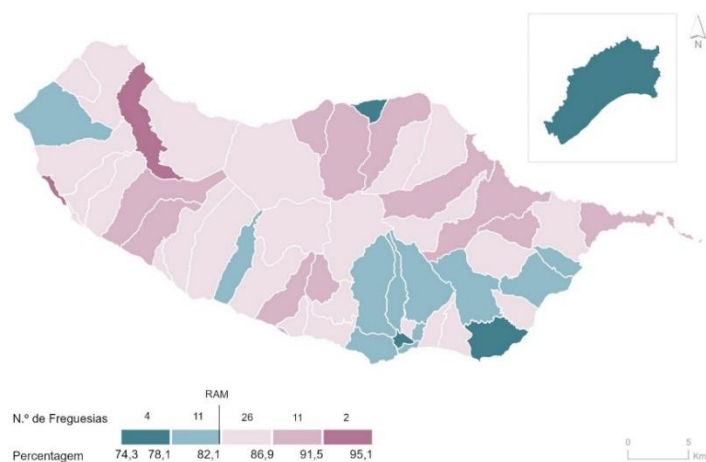 N
RAM
N.º de Freguesias 4 11 26 11 2
Percentagem 74,3 78,1 82,1 86,9 91,5 95,1
0 5
Km